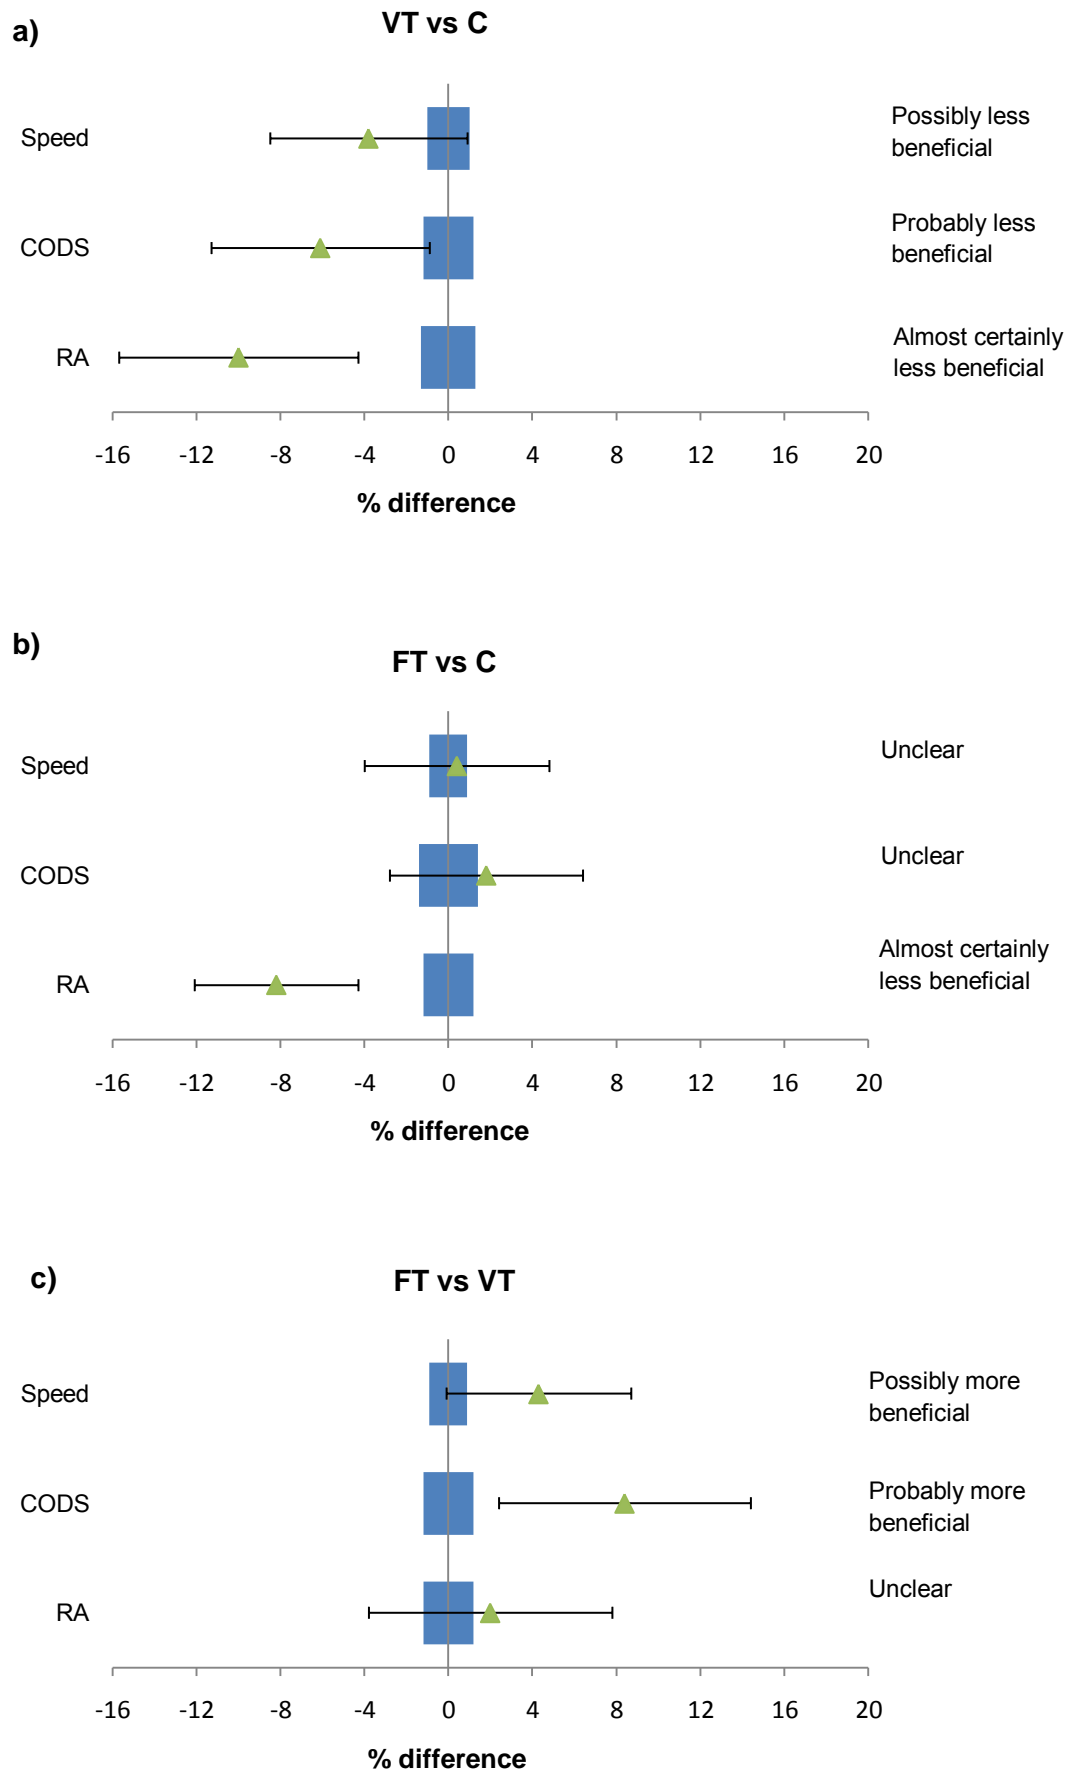 a)
VT vs C
Speed
Possibly less
beneficial
CODS
Probably less
beneficial
RA
Almost certainly
less beneficial
-16 -12 -8 -4 0 4 8 12 16 20
% difference
b)
FT vs C
Speed
Unclear
CODS
Unclear
RA
Almost certainly
less beneficial
-16 -12 -8 -4 0 4 8 12 16 20
% difference
c)
FT vs VT
Speed
Possibly more
beneficial
CODS
Probably more
beneficial
RA
Unclear
-16 -12 -8 -4 0 4 8 12 16 20
% difference